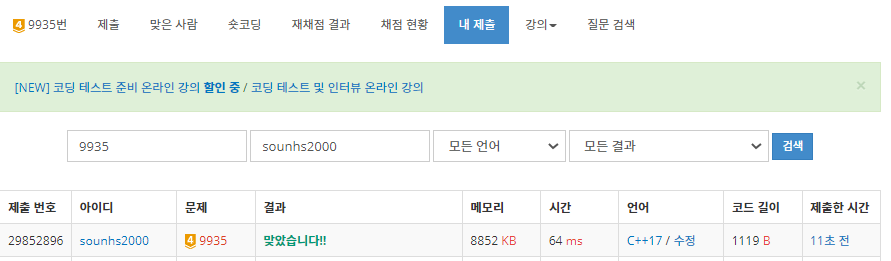 4 9935번 제출 맞은 사람 숏코딩 재채점 결과 채점 현황 내 제출 강의 질문 검색
[NEW] 코딩 테스트 준비 온라인 강의 할인 중 / 코딩 테스트 및 인터뷰 온라인 강의 ×
9935 sounhs2000 모든 언어 모든 결과 검색
제출 번호 아이디 문제 결과 메모리 시간 언어 코드 길이 제출한 시간
29852896 sounhs2000 4 9935 맞았습니다!! 8852 KB 64 ms C++17 / 수정 1119 B 11초 전